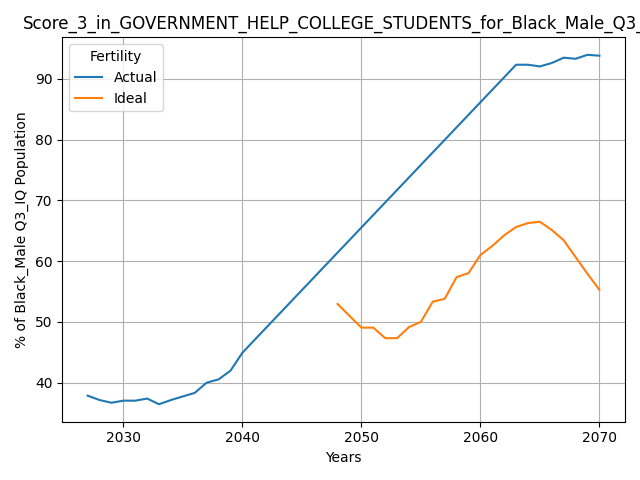 Score_3_in_GOVERNMENT_HELP_COLLEGE_STUDENTS_for_Black_Male_Q3_
Fertility
Actual
Ideal
% of Black_Male Q3_IQ Population
90
80
70
60
50
40
2030
2040
2050
2060
2070
Years